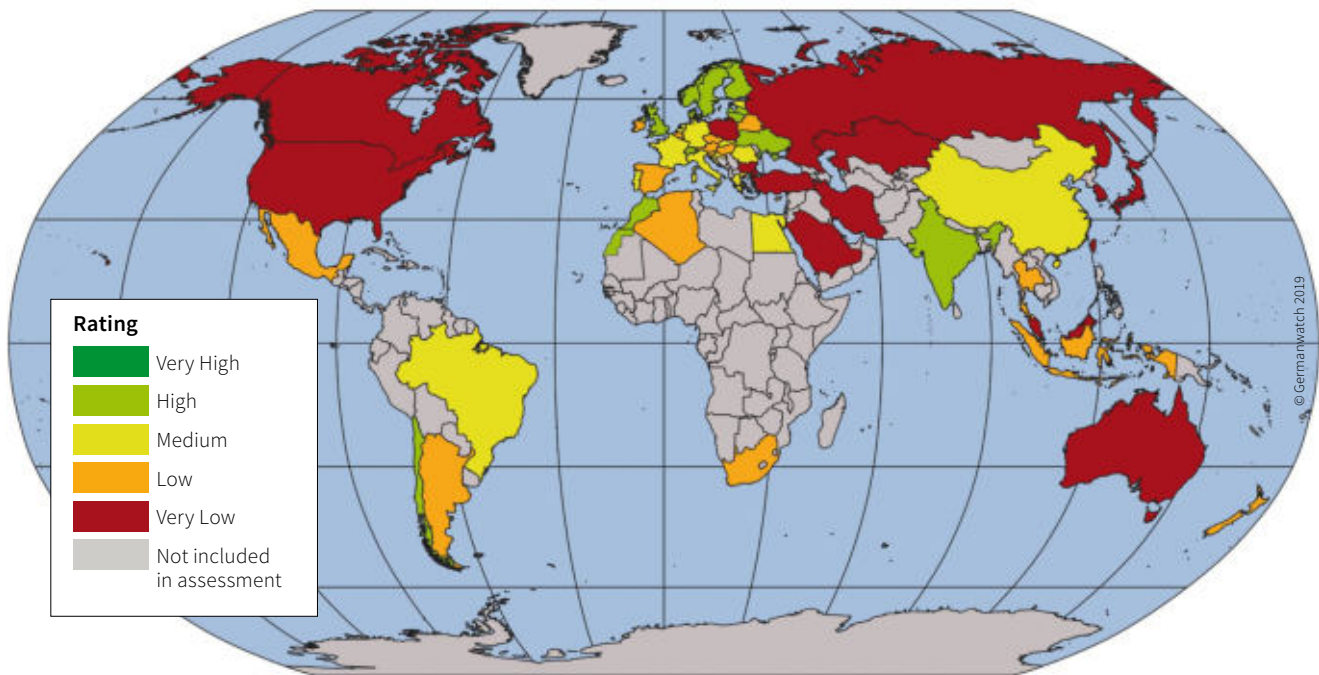 Rating
Very High
High
Medium
Low
Very Low
Not included
in assessment
© Germanwatch 2019